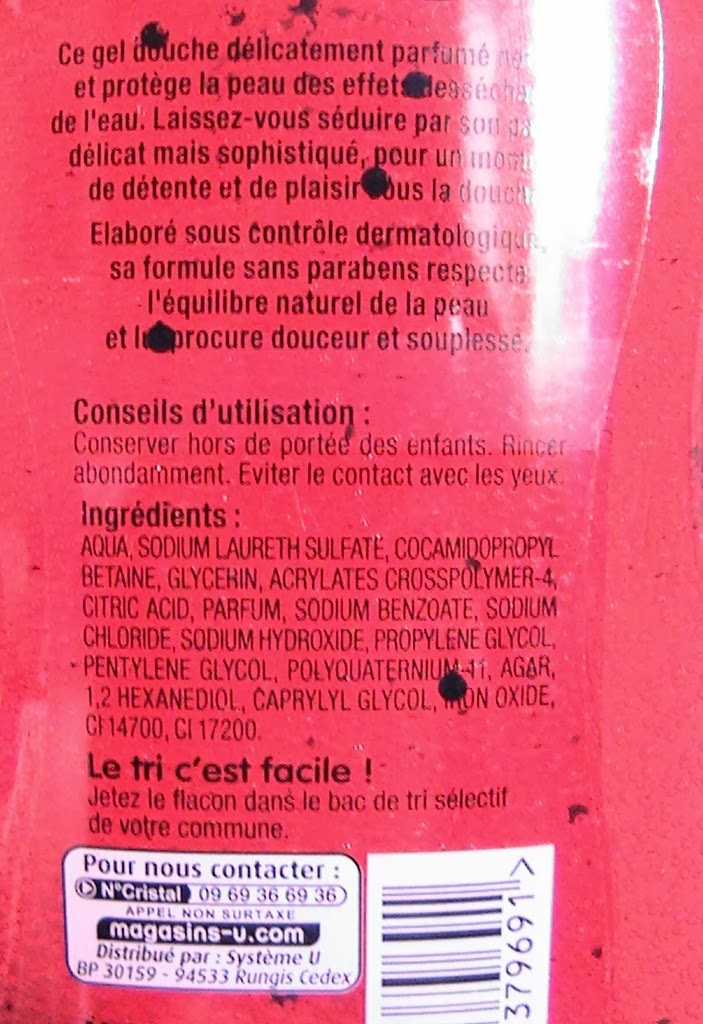 Ce gel douche délicatement parfumé
et protège la peau des effets
de l'eau. Laissez-vous séduire par son
délicat mais sophistiqué, pour un
de détente et de plaisir sous la douche
Elaboré sous contrôle dermatologique,
sa formule sans parabens respecte
l'équilibre naturel de la peau
et lui procure douceur et souplesse.
Conseils d'utilisation :
Conserver hors de portée des enfants. Rincer
abondamment. Eviter le contact avec les yeux.
Ingrédients :
AQUA, SODIUM LAURETH SULFATE, COCAMIDOPROPYL
BETAINE, GLYCERIN, ACRYLATES CROSSPOLYMER-4,
CITRIC ACID, PARFUM, SODIUM BENZOATE, SODIUM
CHLORIDE, SODIUM HYDROXIDE, PROPYLENE GLYCOL,
PENTYLENE GLYCOL, POLYQUATERNIUM-11, AGAR,
1,2 HEXANEDIOL, CAPRYLYL GLYCOL, IRON OXIDE,
CI 14700, CI 17200.
Le tri c'est facile !
Jetez le flacon dans le bac de tri sélectif
de votre commune.
Pour nous contacter :
N°Cristal 09 69 36 69 36
APPEL NON SURTAXE
magasins-u.com
Distribué par : Système U
BP 30159 - 94533 Rungis Cedex
379691>